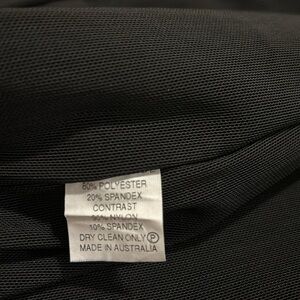 80% POLYESTER
20% SPANDEX
CONTRAST
90% NYLON
10% SPANDEX
DRY CLEAN ONLY Ⓟ
MADE IN AUSTRALIA